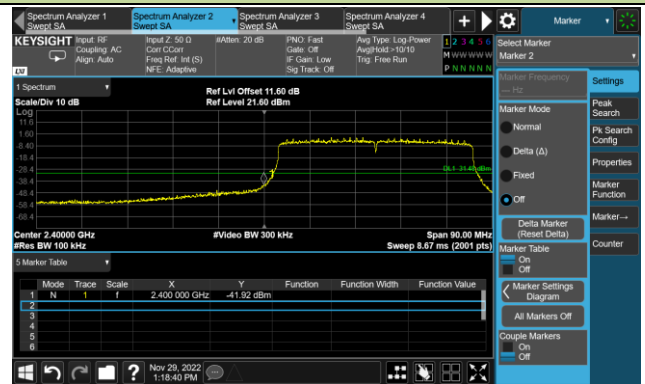 Spectrum Analyzer 1
Swept SA
Spectrum Analyzer 2
Swept SA
Spectrum Analyzer 3
Swept SA
Spectrum Analyzer 4
Swept SA
+
Marker
KEYSIGHT
Input: RF
Coupling: AC
Align: Auto
Input Z: 50 Ω
Corr CCorr
Freq Ref: Int (S)
NFE: Adaptive
#Atten: 20 dB
PNO: Fast
Gate: Off
IF Gain: Low
Sig Track: Off
Avg Type: Log-Power
Avg|Hold:>10/10
Trig: Free Run
1 2 3 4 5 6
M W W W W W
P N N N N N
LXI
Select Marker
Marker 2
Marker Frequency
--- Hz
Marker Mode
Normal
Delta (Δ)
Fixed
Off
Delta Marker
(Reset Delta)
Marker Table
On
Off
Marker Settings
Diagram
All Markers Off
Couple Markers
On
Off
Settings
Peak
Search
Pk Search
Config
Properties
Marker
Function
Marker→
Counter
1 Spectrum
Scale/Div 10 dB
Ref Lvl Offset 11.60 dB
Ref Level 21.60 dBm
Log
11.6
1.60
-8.40
-18.4
-28.4
-38.4
-48.4
-58.4
-68.4
DL1 -31.48 dBm
Center 2.40000 GHz
#Res BW 100 kHz
#Video BW 300 kHz
Span 90.00 MHz
Sweep 8.67 ms (2001 pts)
5 Marker Table
Mode Trace Scale X Y Function Function Width Function Value
1 N 1 f 2.400 000 GHz -41.92 dBm
2
3
4
5
6
?
Nov 29, 2022
1:18:40 PM